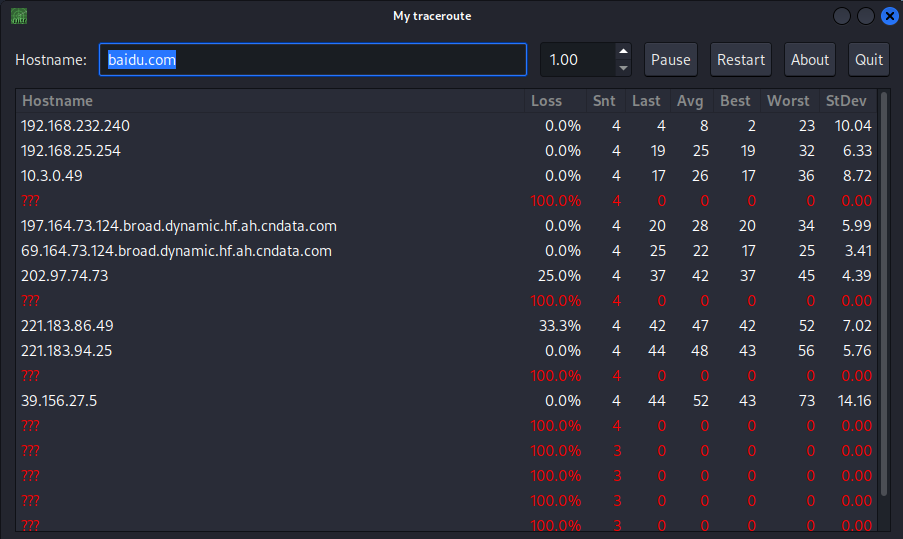 My traceroute
Hostname: baidu.com 1.00 Pause Restart About Quit
Hostname Loss Snt Last Avg Best Worst StDev
192.168.232.240 0.0% 4 4 8 2 23 10.04
192.168.25.254 0.0% 4 19 25 19 32 6.33
10.3.0.49 0.0% 4 17 26 17 36 8.72
??? 100.0% 4 0 0 0 0 0.00
197.164.73.124.broad.dynamic.hf.ah.cndata.com 0.0% 4 20 28 20 34 5.99
69.164.73.124.broad.dynamic.hf.ah.cndata.com 0.0% 4 25 22 17 25 3.41
202.97.74.73 25.0% 4 37 42 37 45 4.39
??? 100.0% 4 0 0 0 0 0.00
221.183.86.49 33.3% 4 42 47 42 52 7.02
221.183.94.25 0.0% 4 44 48 43 56 5.76
??? 100.0% 4 0 0 0 0 0.00
39.156.27.5 0.0% 4 44 52 43 73 14.16
??? 100.0% 4 0 0 0 0 0.00
??? 100.0% 3 0 0 0 0 0.00
??? 100.0% 3 0 0 0 0 0.00
??? 100.0% 3 0 0 0 0 0.00
??? 100.0% 3 0 0 0 0 0.00